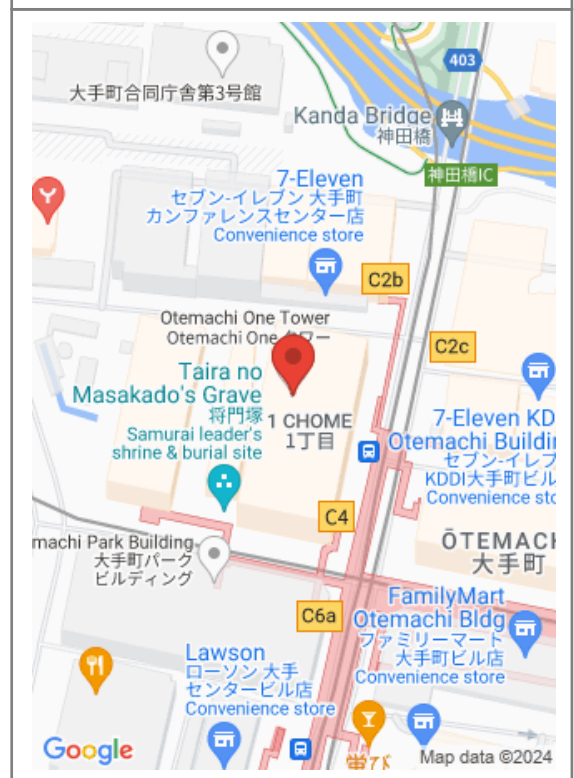 403
大手町合同庁舎第3号館
Kanda Bridge
神田橋
神田橋IC
7-Eleven
セブン-イレブン 大手町
カンファレンスセンター店
Convenience store
C2b
Otemachi One Tower
Otemachi One タワー
C2c
Taira no
Masakado's Grave
将門塚
Samurai leader's
shrine & burial site
1 CHOME
1丁目
7-Eleven KD
Otemachi Buildin
セブン-イレブ
KDDI大手町ビル
Convenience sto
C4
ŌTEMACH
大手町
machi Park Building
大手町パーク
ビルディング
FamilyMart
Otemachi Bldg
ファミリーマート
大手町ビル店
Convenience store
C6a
Lawson
ローソン 大手
センタービル店
Convenience store
Google
Map data ©2024